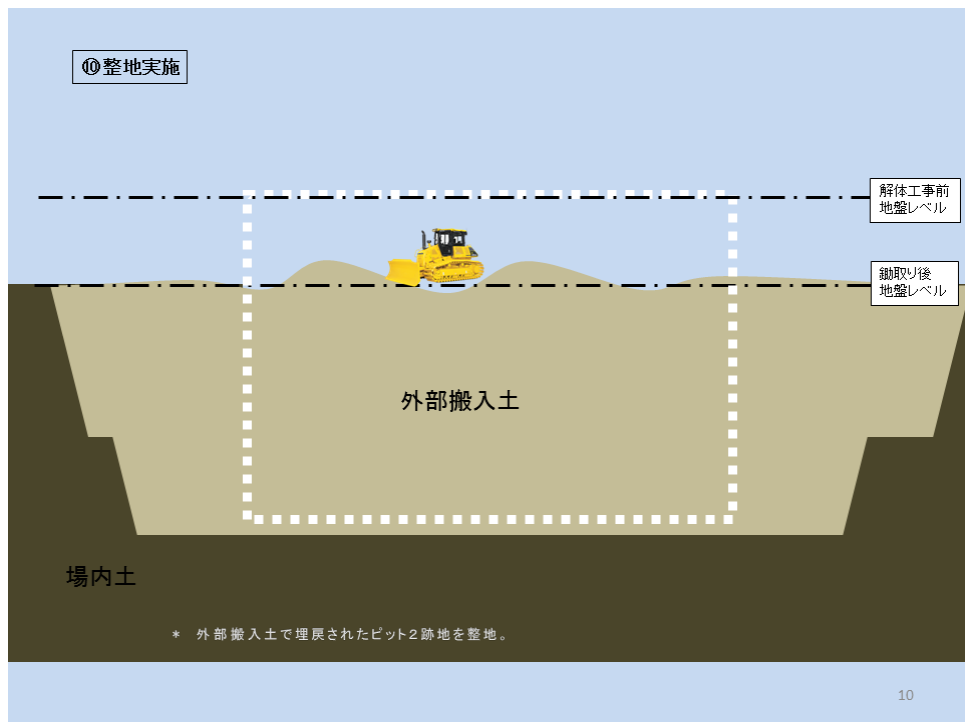 ⑩整地実施
解体工事前
地盤レベル
鋤取り後
地盤レベル
外部搬入土
場内土
＊　外部搬入土で埋戻されたピット２跡地を整地。
10